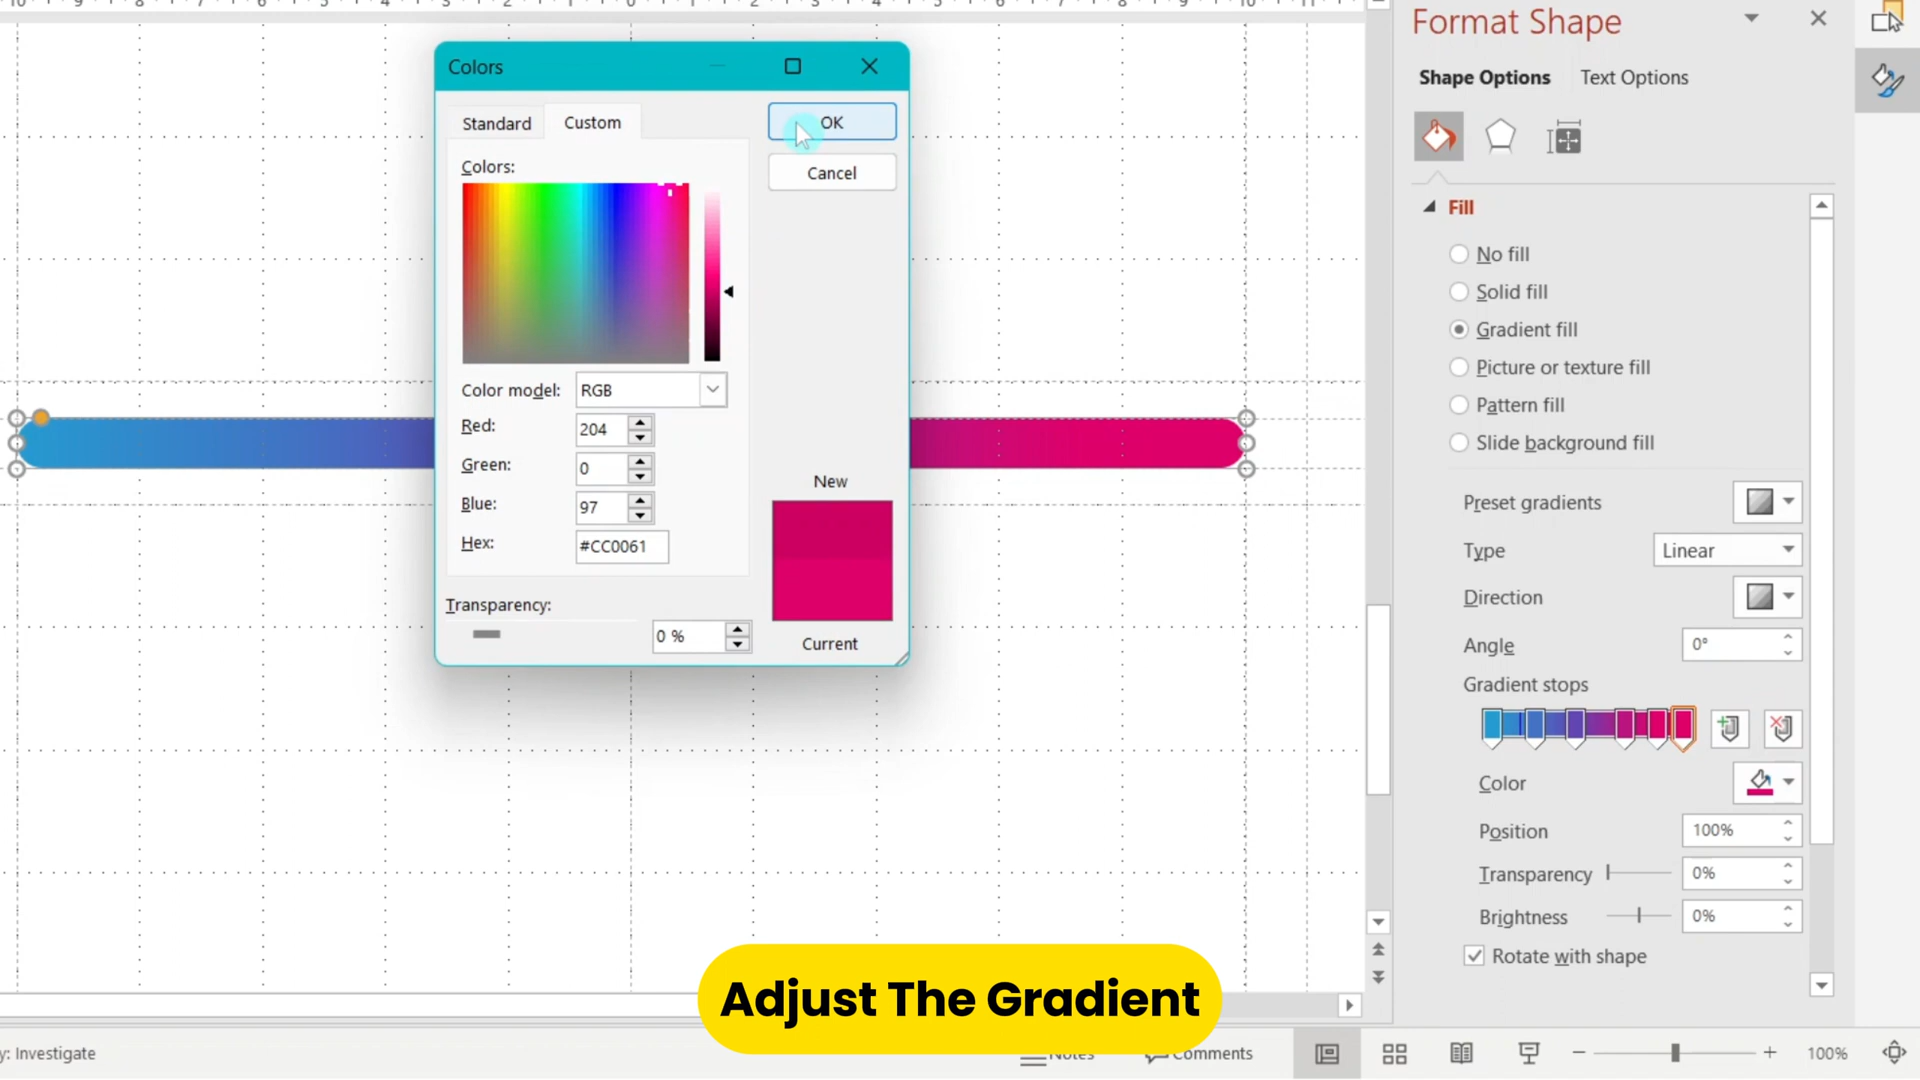 Format Shape
Shape Options Text Options
Colors
Standard Custom
OK
Cancel
Colors:
Color model: RGB
Red: 204
Green: 0
Blue: 97
Hex: #CC0061
Transparency:
0 %
New
Current
Fill
No fill
Solid fill
Gradient fill
Picture or texture fill
Pattern fill
Slide background fill
Preset gradients
Type Linear
Direction
Angle 0°
Gradient stops
Color
Position 100%
Transparency 0%
Brightness 0%
Rotate with shape
Adjust The Gradient
y: Investigate
Notes Comments
100%